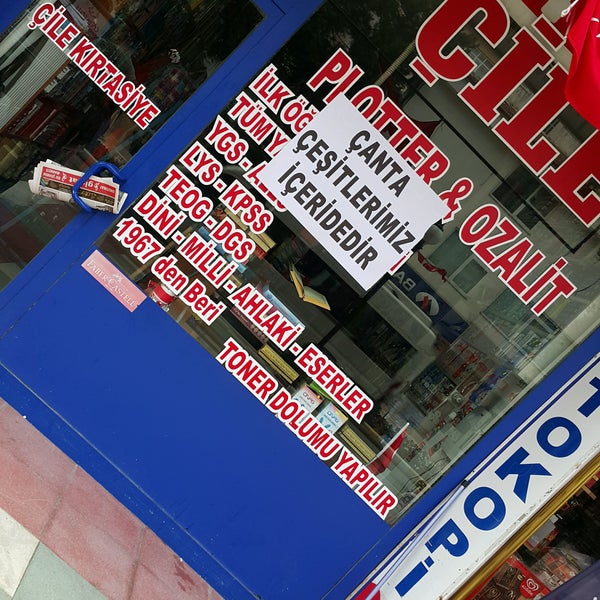 ÇİLE KIRTASİYE
ÇİLE
PLOTTER & OZALİT
İLK
TÜM
YGS -
LYS - KPSS
TEOG - DGS
DİNİ - MİLLİ - AHLAKİ - ESERLER
1967 den Beri
ÇANTA
ÇEŞİTLERİMİZ
İÇERİDEDİR
FABER-CASTELL
TONER DOLUMU YAPILIR
TOKOPİ